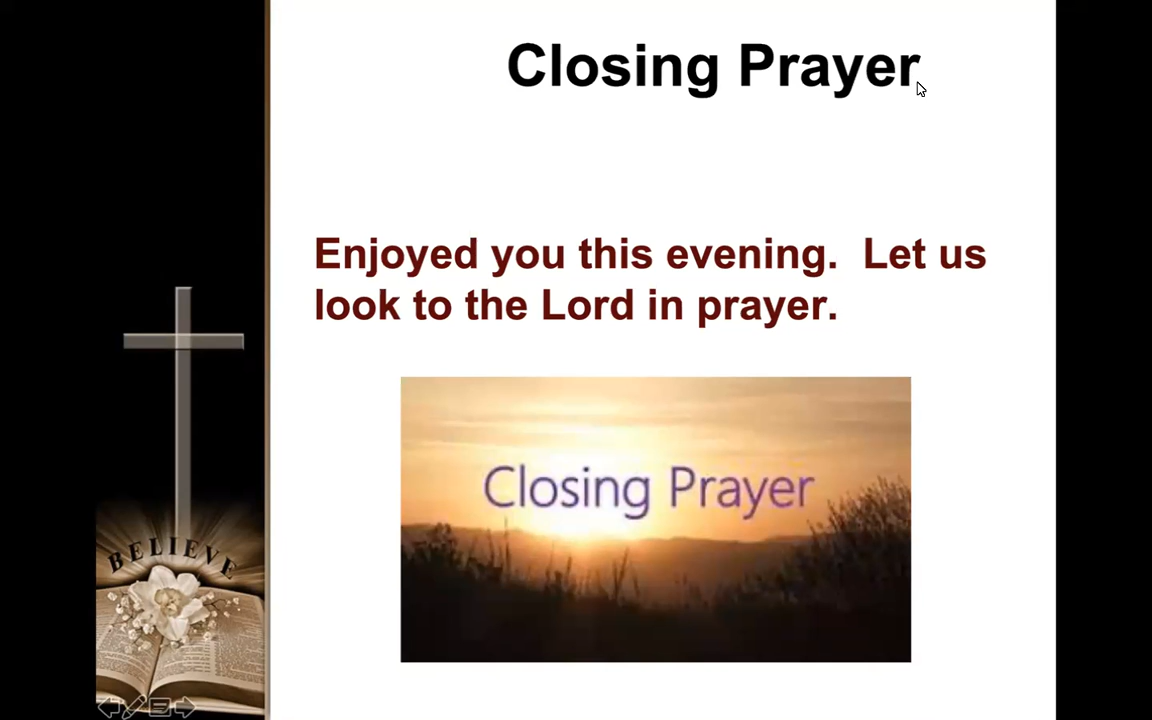 Closing Prayer
Enjoyed you this evening.  Let us
look to the Lord in prayer.
Closing Prayer
BELIEVE